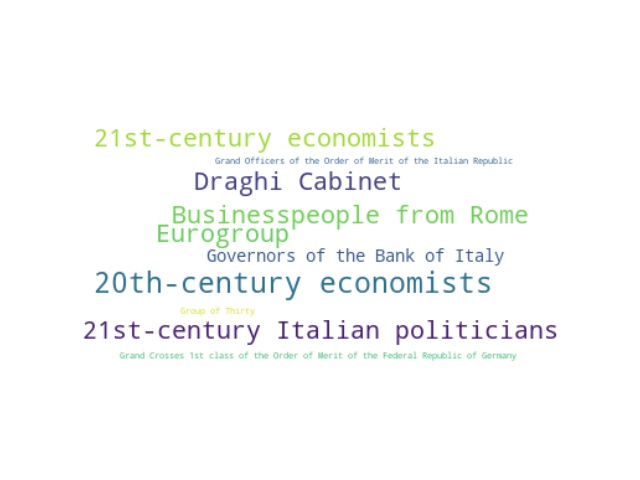 21st-century economists
Grand Officers of the Order of Merit of the Italian Republic
Draghi Cabinet
Businesspeople from Rome
Eurogroup
Governors of the Bank of Italy
20th-century economists
Group of Thirty
21st-century Italian politicians
Grand Crosses 1st class of the Order of Merit of the Federal Republic of Germany